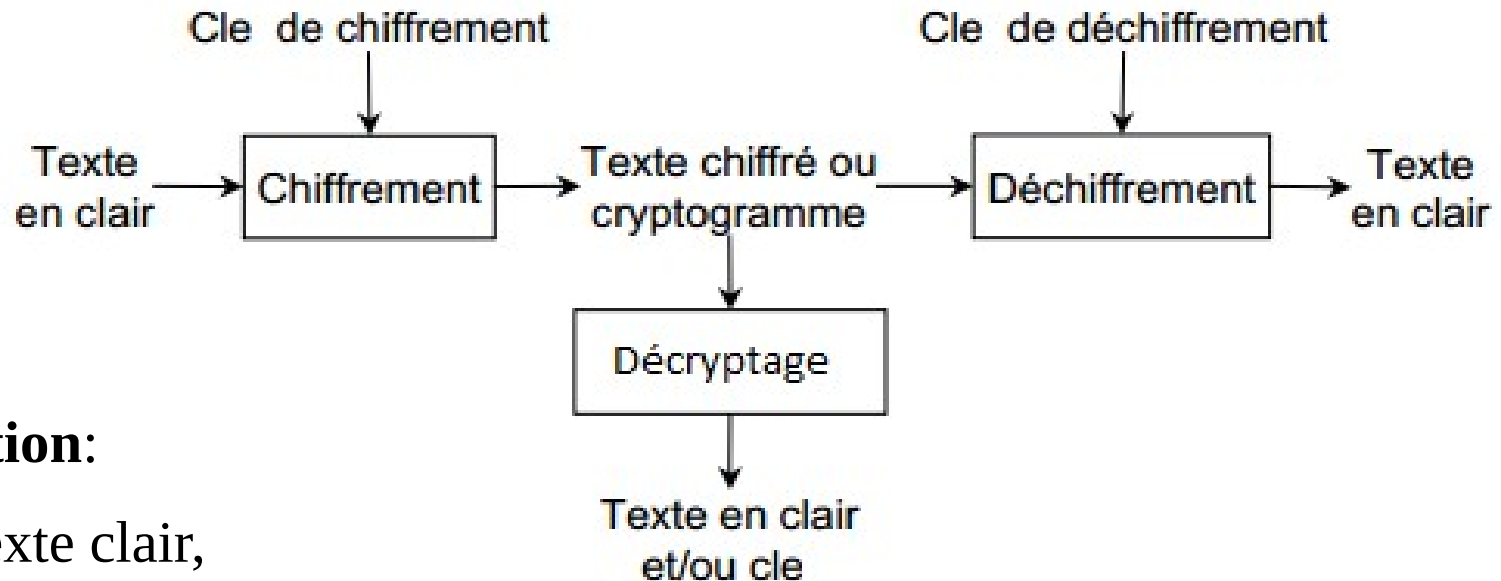 Cle de chiffrement
Cle de déchiffrement
Texte
en clair
Chiffrement
Texte chiffré ou
cryptogramme
Déchiffrement
Texte
en clair
Décryptage
tion:
exte clair,
Texte en clair
et/ou cle